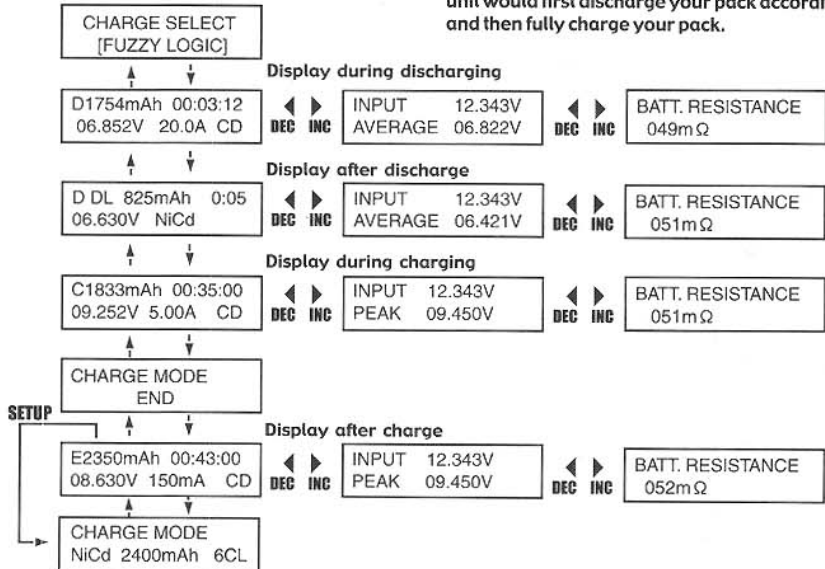 unit would first discharge your pack accordi
and then fully charge your pack.
CHARGE SELECT
[FUZZY LOGIC]
Display during discharging
D1754mAh 00:03:12
06.852V 20.0A CD
DEC INC
INPUT 12.343V
AVERAGE 06.822V
DEC INC
BATT. RESISTANCE
049mΩ
Display after discharge
D DL 825mAh 0:05
06.630V NiCd
DEC INC
INPUT 12.343V
AVERAGE 06.421V
DEC INC
BATT. RESISTANCE
051mΩ
Display during charging
C1833mAh 00:35:00
09.252V 5.00A CD
DEC INC
INPUT 12.343V
PEAK 09.450V
DEC INC
BATT. RESISTANCE
051mΩ
CHARGE MODE
END
SETUP
Display after charge
E2350mAh 00:43:00
08.630V 150mA CD
DEC INC
INPUT 12.343V
PEAK 09.450V
DEC INC
BATT. RESISTANCE
052mΩ
CHARGE MODE
NiCd 2400mAh 6CL